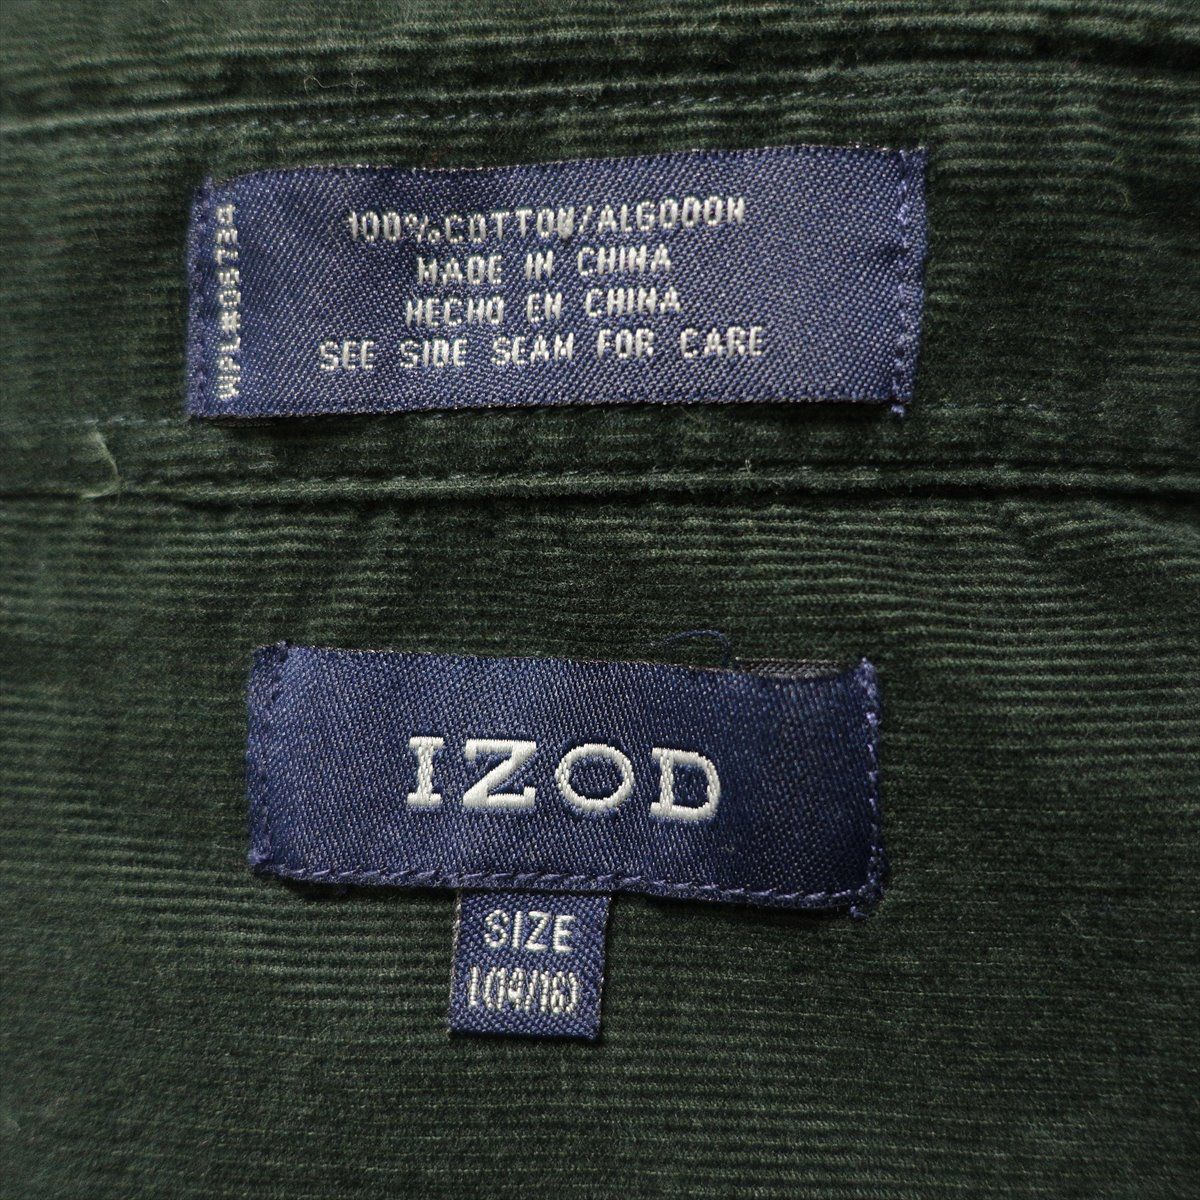 100% COTTON/ALGODON
MADE IN CHINA
HECHO EN CHINA
SEE SIDE SEAM FOR CARE
WPL#06734
IZOD
SIZE
L(14/16)